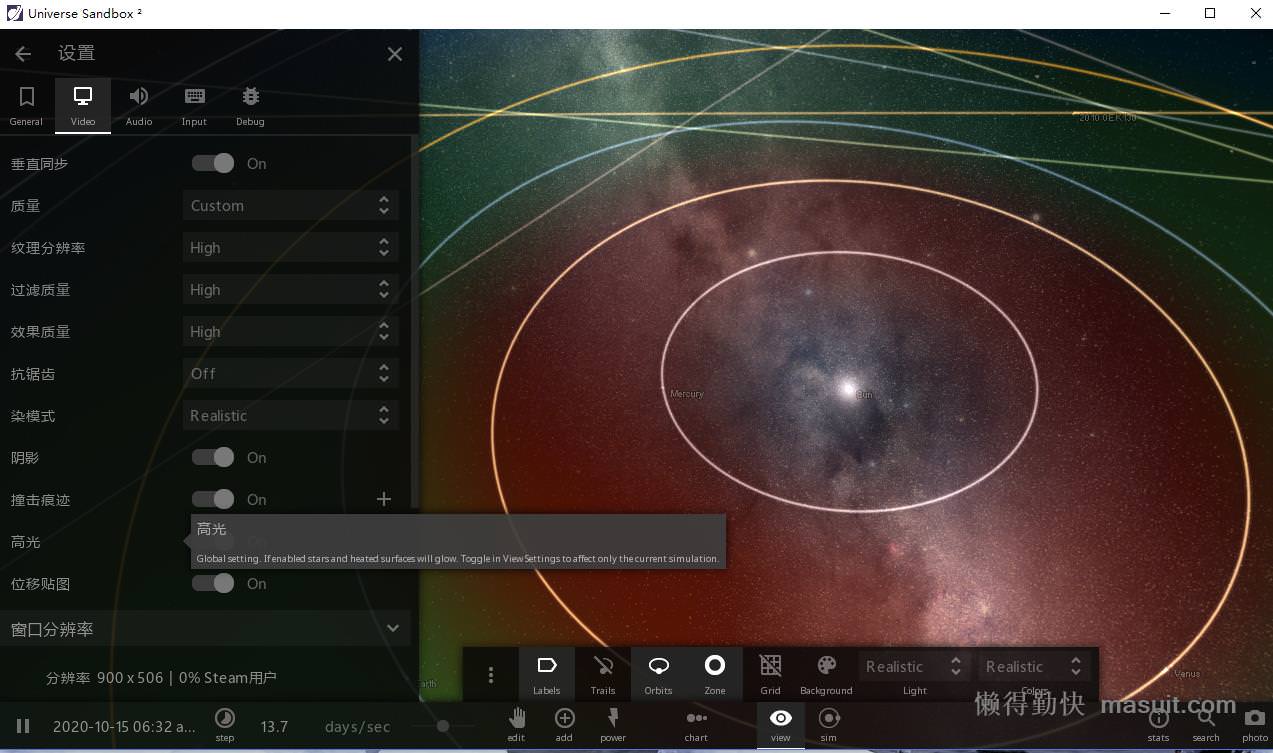 Universe Sandbox ²
设置
General Video Audio Input Debug
垂直同步 On
质量 Custom
纹理分辨率 High
过滤质量 High
效果质量 High
抗锯齿 Off
染模式 Realistic
阴影 On
撞击痕迹 On
高光
高光
Global setting. If enabled stars and heated surfaces will glow. Toggle in View Settings to affect only the current simulation.
位移贴图 On
窗口分辨率
分辨率 900 x 506 | 0% Steam用户
2010 OEK138
Mercury
Sun
Venus
arth
Realistic Realistic
Labels Trails Orbits Zone Grid Background Light Colors
2020-10-15 06:32 a... 13.7 days/sec
step edit add power chart view sim stats search photo
懒得勤快 masuit.com